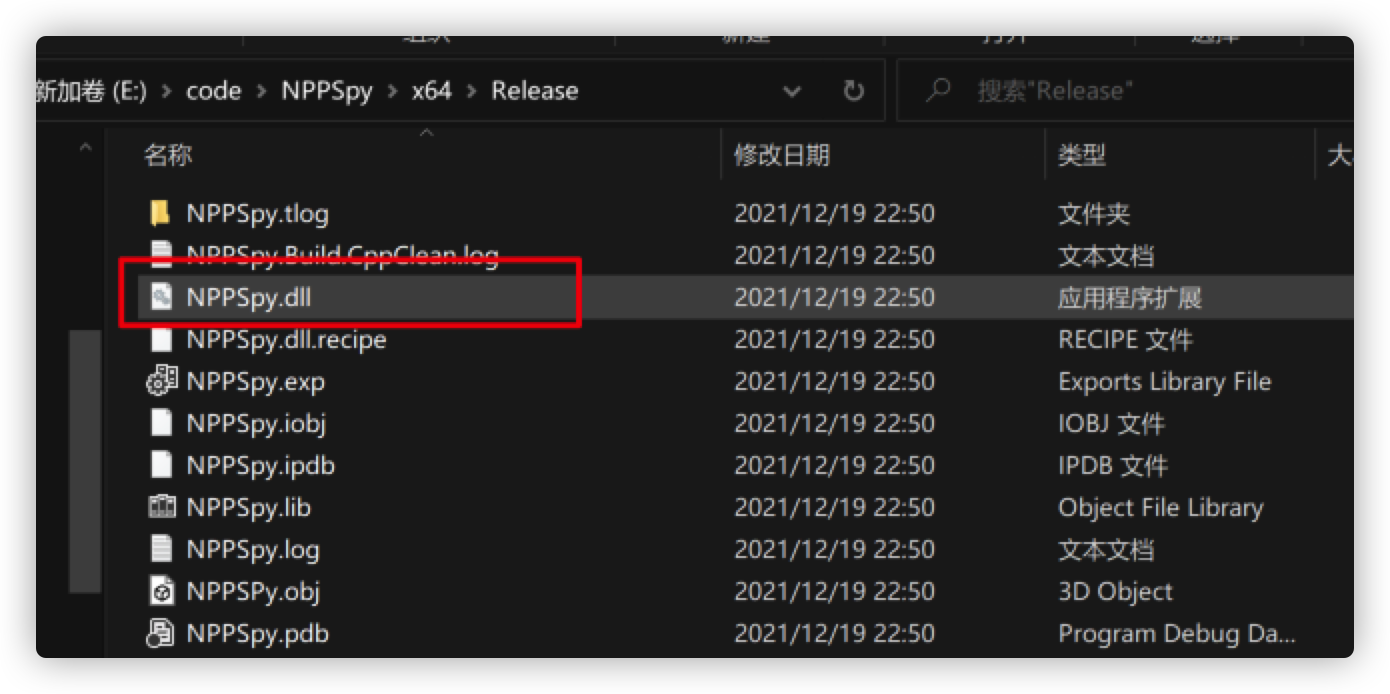 新加卷 (E:) > code > NPPSpy > x64 > Release 搜索"Release"
名称 修改日期 类型
NPPSpy.tlog 2021/12/19 22:50 文件夹
NPPSpy.Build.CppClean.log 2021/12/19 22:50 文本文档
NPPSpy.dll 2021/12/19 22:50 应用程序扩展
NPPSpy.dll.recipe 2021/12/19 22:50 RECIPE 文件
NPPSpy.exp 2021/12/19 22:50 Exports Library File
NPPSpy.iobj 2021/12/19 22:50 IOBJ 文件
NPPSpy.ipdb 2021/12/19 22:50 IPDB 文件
NPPSpy.lib 2021/12/19 22:50 Object File Library
NPPSpy.log 2021/12/19 22:50 文本文档
NPPSPy.obj 2021/12/19 22:50 3D Object
NPPSpy.pdb 2021/12/19 22:50 Program Debug Da...